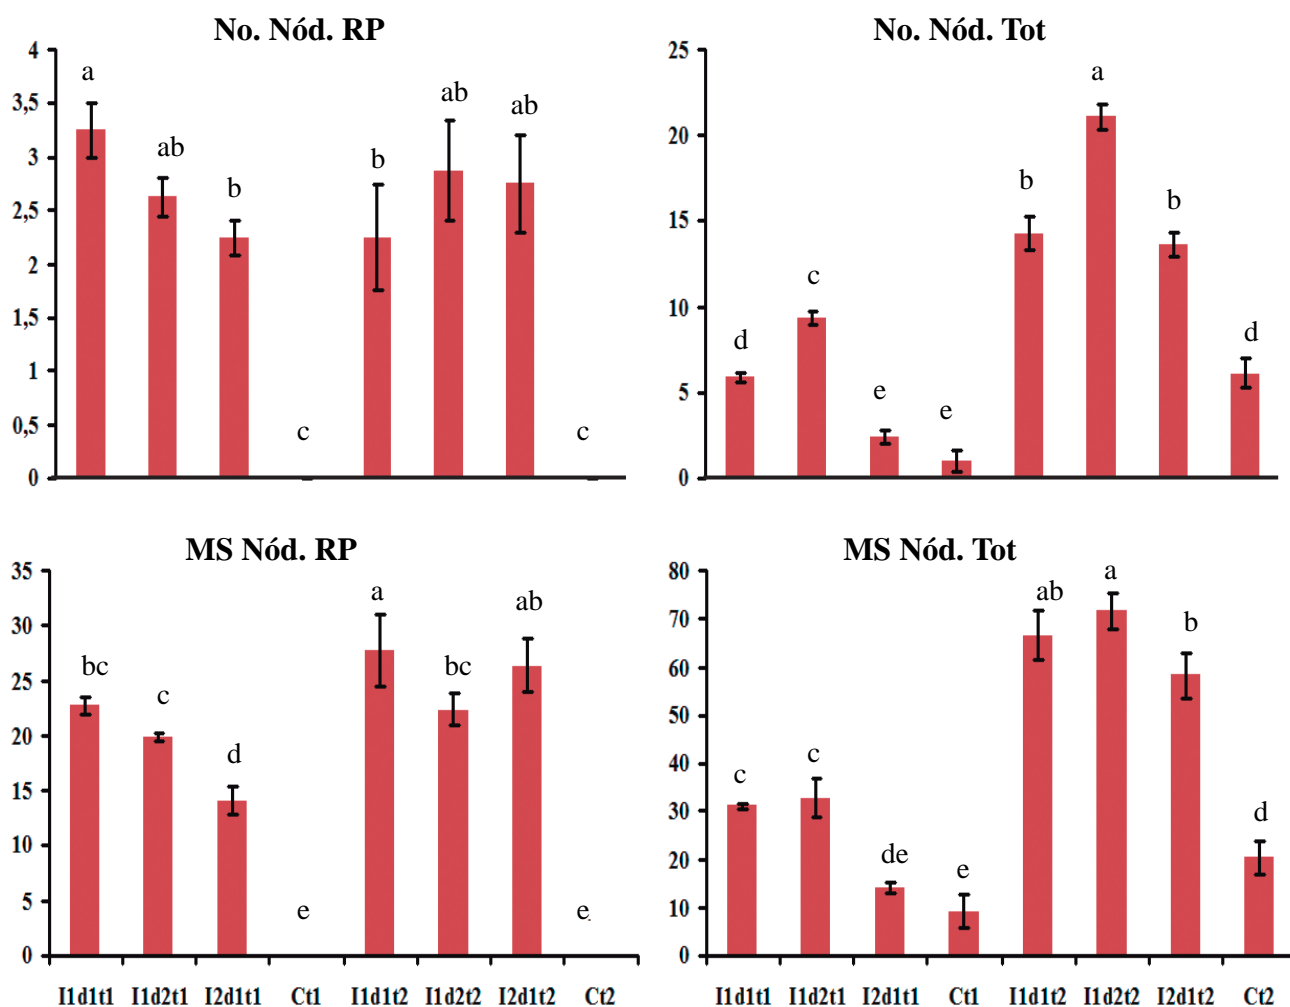 No. Nód. RP
4
3,5
3
2,5
2
1,5
1
0,5
0
a
ab
b
c
b
ab
ab
c
No. Nód. Tot
25
20
15
10
5
0
d
c
e
e
b
a
b
d
MS Nód. RP
35
30
25
20
15
10
5
0
bc
c
d
e
a
bc
ab
e
I1d1t1 I1d2t1 I2d1t1 Ct1 I1d1t2 I1d2t2 I2d1t2 Ct2
MS Nód. Tot
80
70
60
50
40
30
20
10
0
c
c
de
e
ab
a
b
d
I1d1t1 I1d2t1 I2d1t1 Ct1 I1d1t2 I1d2t2 I2d1t2 Ct2